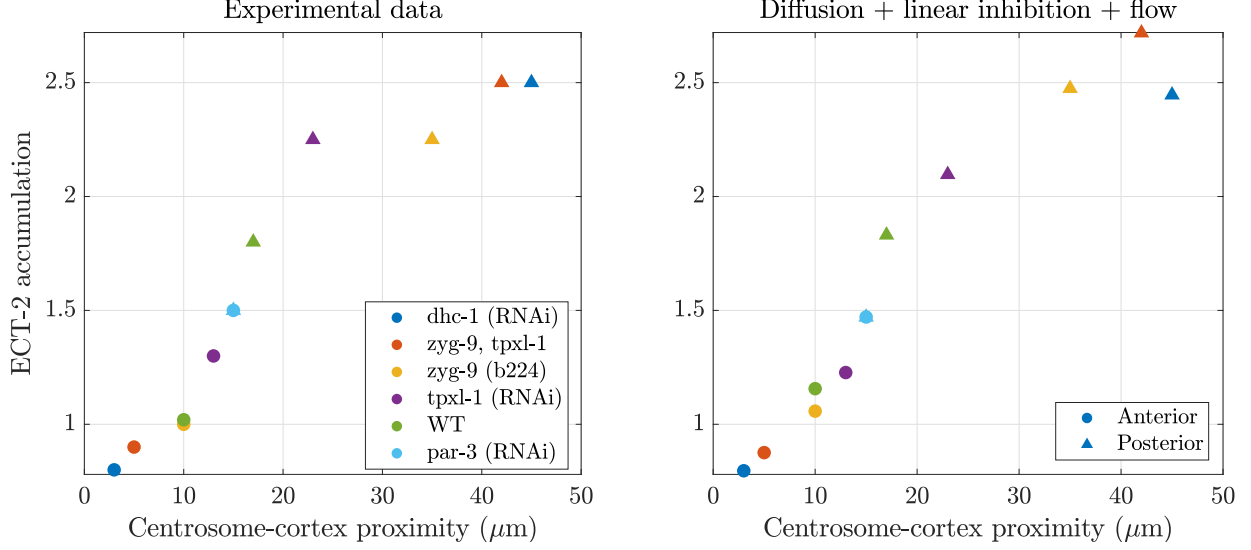 Experimental data
ECT-2 accumulation
2.5
2
1.5
1
0 10 20 30 40 50
Centrosome-cortex proximity (μm)
dhc-1 (RNAi)
zyg-9, tpxl-1
zyg-9 (b224)
tpxl-1 (RNAi)
WT
par-3 (RNAi)
Diffusion + linear inhibition + flow
2.5
2
1.5
1
0 10 20 30 40 50
Centrosome-cortex proximity (μm)
Anterior
Posterior